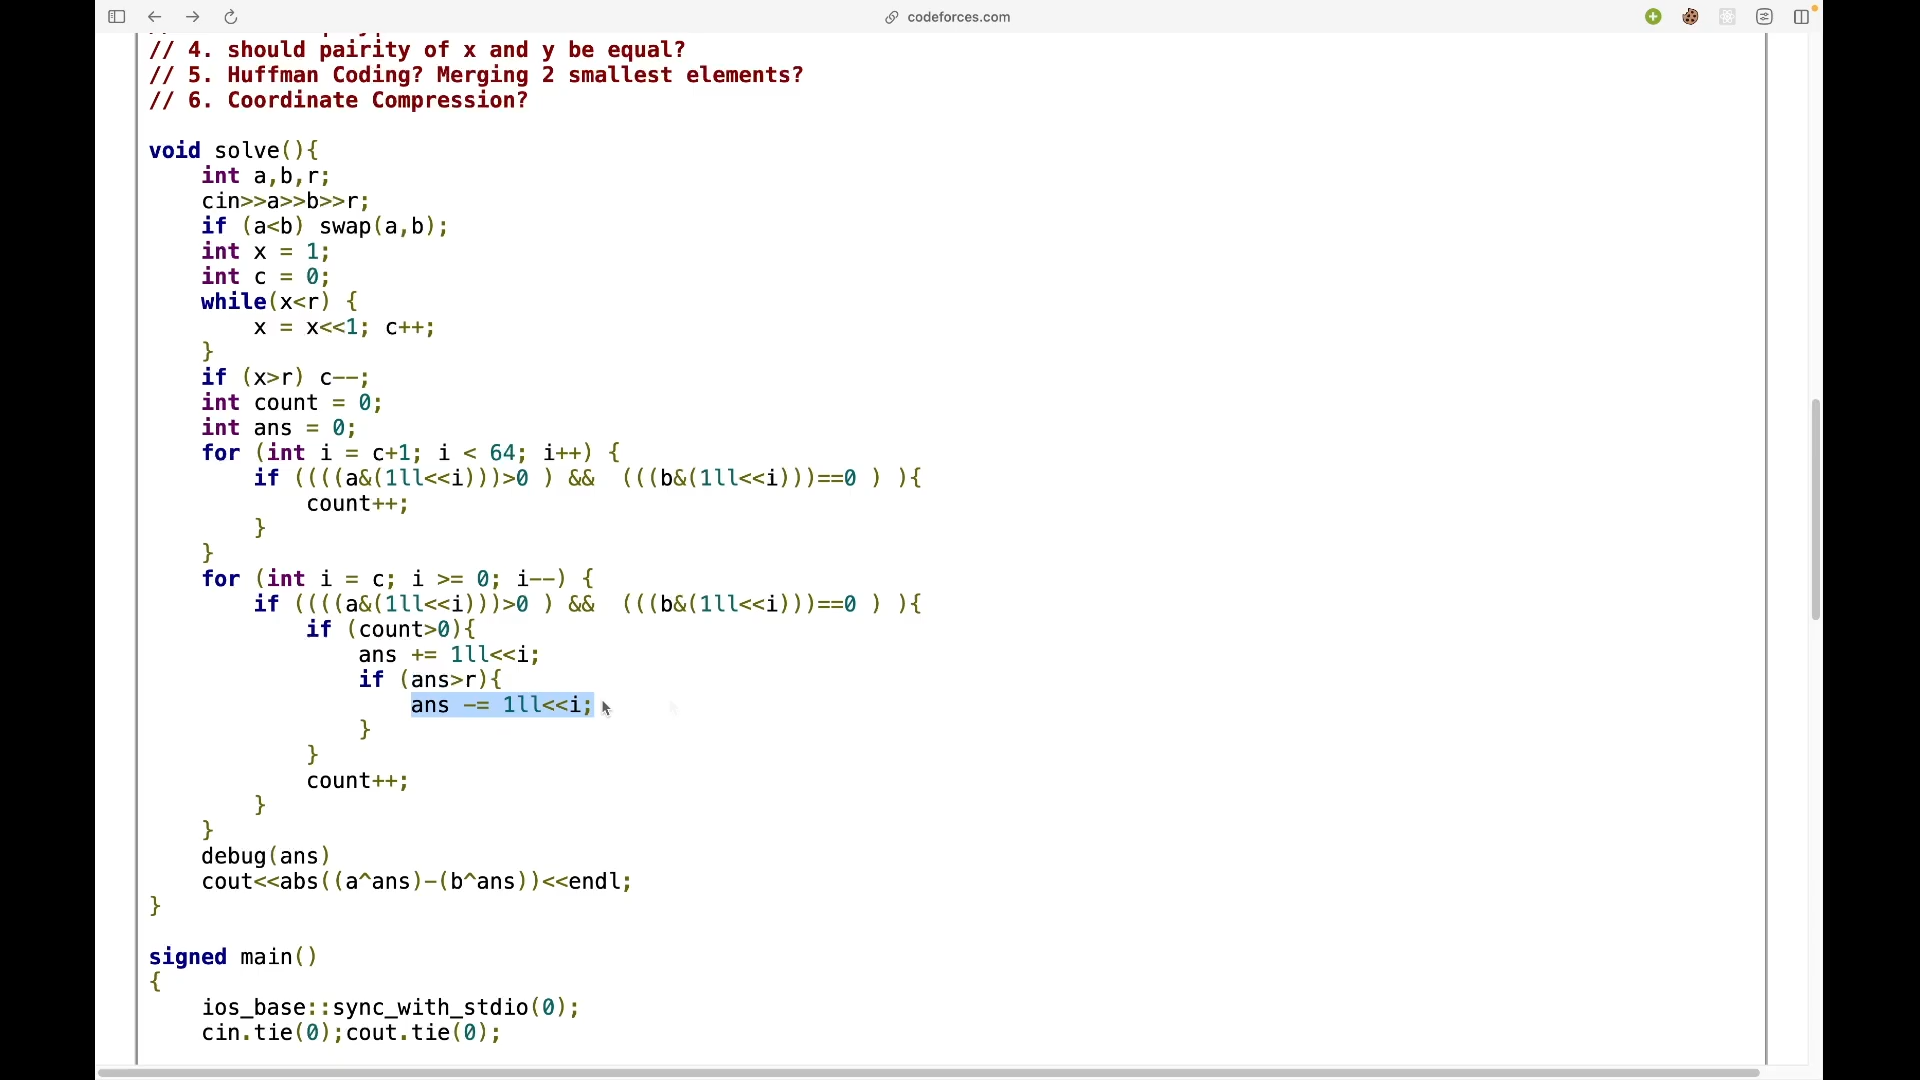 codeforces.com
// 4. should pairity of x and y be equal?
// 5. Huffman Coding? Merging 2 smallest elements?
// 6. Coordinate Compression?
void solve(){
int a,b,r;
cin>>a>>b>>r;
if (a<b) swap(a,b);
int x = 1;
int c = 0;
while(x<r) {
x = x<<1; c++;
}
if (x>r) c--;
int count = 0;
int ans = 0;
for (int i = c+1; i < 64; i++) {
if ((((a&(1ll<<i)))>0 ) &&  (((b&(1ll<<i)))==0 ) ){
count++;
}
}
for (int i = c; i >= 0; i--) {
if ((((a&(1ll<<i)))>0 ) &&  (((b&(1ll<<i)))==0 ) ){
if (count>0){
ans += 1ll<<i;
if (ans>r){
ans -= 1ll<<i;
}
}
count++;
}
}
debug(ans)
cout<<abs((a^ans)-(b^ans))<<endl;
}
signed main()
{
ios_base::sync_with_stdio(0);
cin.tie(0);cout.tie(0);